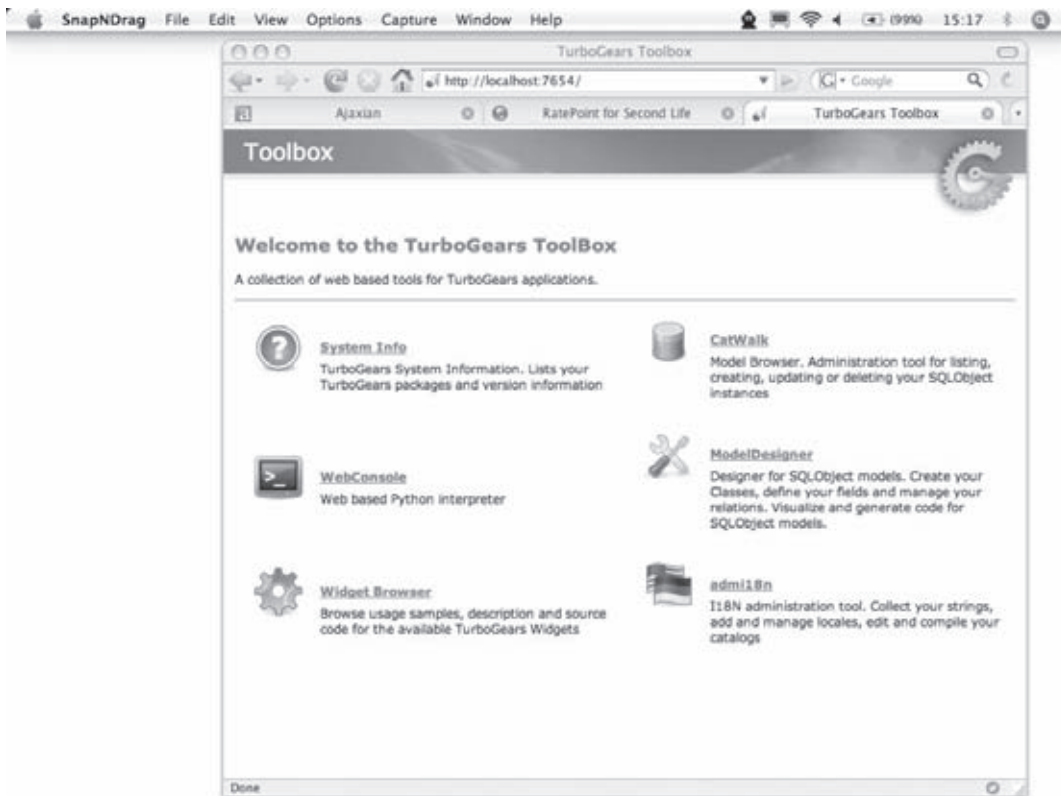 SnapNDrag File Edit View Options Capture Window Help (99%) 15:17
TurboGears Toolbox
http://localhost:7654/ G Google
Ajaxian RatePoint for Second Life TurboGears Toolbox
Toolbox
Welcome to the TurboGears ToolBox
A collection of web based tools for TurboGears applications.
System Info
TurboGears System Information. Lists your
TurboGears packages and version information
CatWalk
Model Browser. Administration tool for listing,
creating, updating or deleting your SQLObject
instances
WebConsole
Web based Python interpreter
ModelDesigner
Designer for SQLObject models. Create your
Classes, define your fields and manage your
relations. Visualize and generate code for
SQLObject models.
Widget Browser
Browse usage samples, description and source
code for the available TurboGears Widgets
admi18n
I18N administration tool. Collect your strings,
add and manage locales, edit and compile your
catalogs
Done